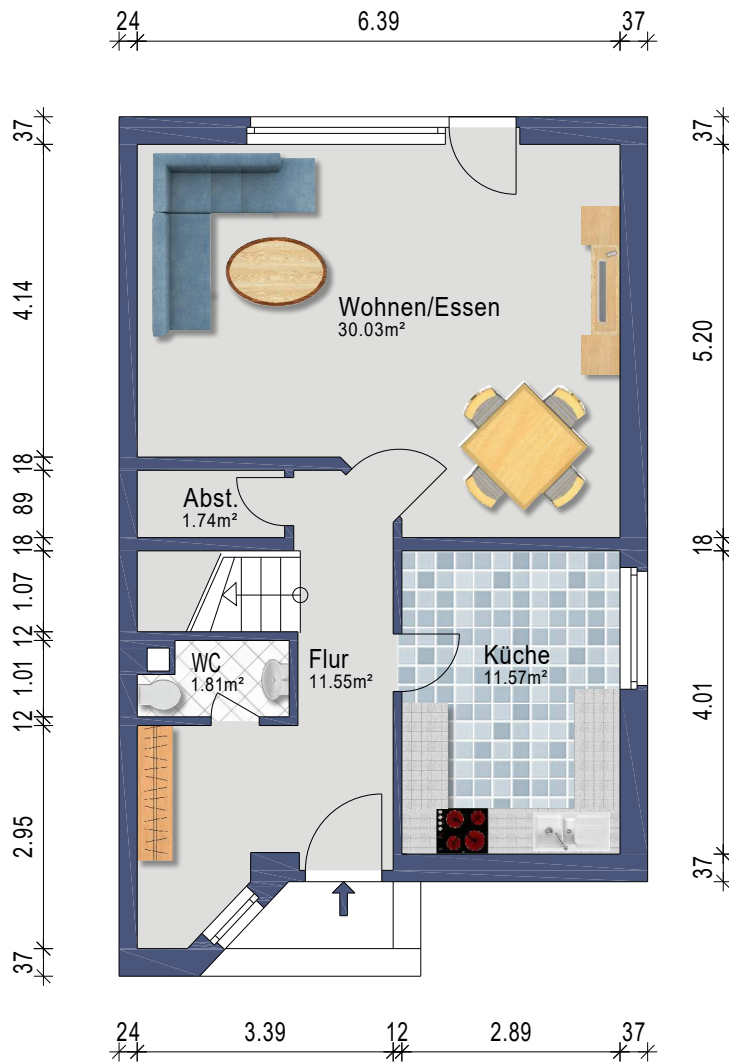 24 6.39 37
37
4.14
18
89
18
1.07
12
1.01
12
2.95
37
Wohnen/Essen
30.03m²
Abst.
1.74m²
WC
1.81m²
Flur
11.55m²
Küche
11.57m²
37
5.20
18
4.01
37
24 3.39 12 2.89 37